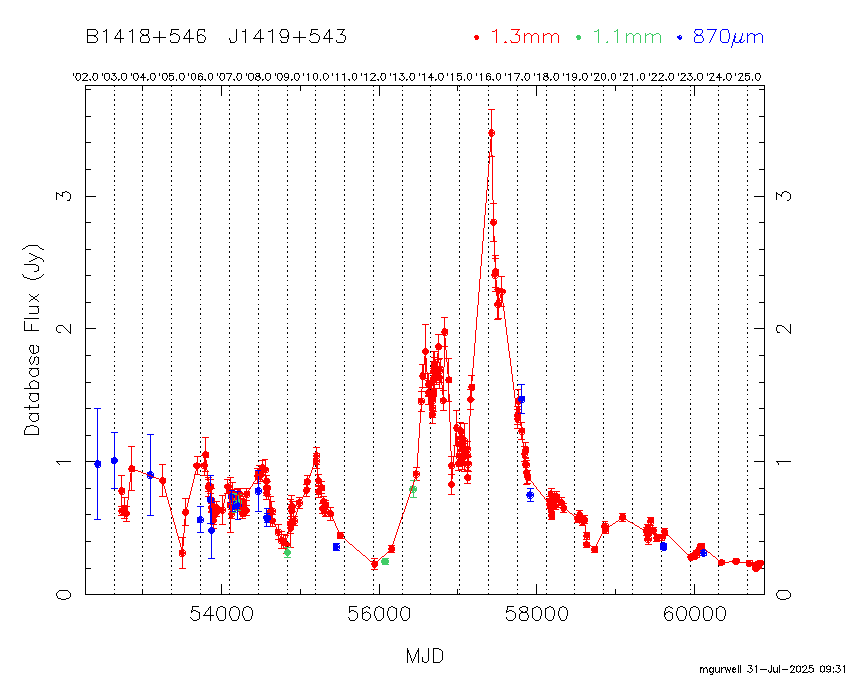 B1418+546 J1419+543 1.3mm 1.1mm 870μm
'02.0 '03.0 '04.0 '05.0 '06.0 '07.0 '08.0 '09.0 '10.0 '11.0 '12.0 '13.0 '14.0 '15.0 '16.0 '17.0 '18.0 '19.0 '20.0 '21.0 '22.0 '23.0 '24.0 '25.0
Database Flux (Jy)
3 3
2 2
1 1
0 0
54000 56000 58000 60000
MJD
mgurwell 31-Jul-2025 09:31